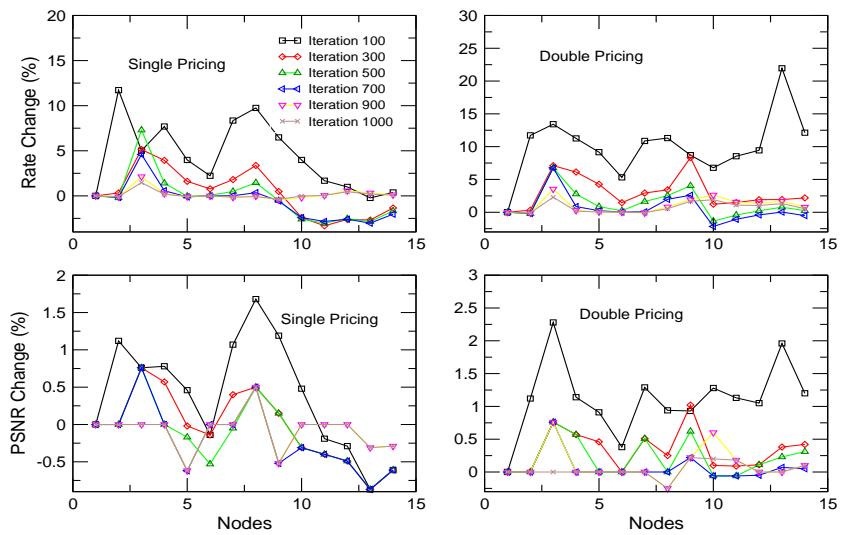 20
15
10
5
0
Rate Change (%)
Single Pricing
Iteration 100
Iteration 300
Iteration 500
Iteration 700
Iteration 900
Iteration 1000
0
5
10
15
30
25
20
15
10
5
0
Double Pricing
0
5
10
15
2
1.5
1
0.5
0
-0.5
PSNR Change (%)
Single Pricing
0
5
10
15
Nodes
3
2.5
2
1.5
1
0.5
0
Double Pricing
0
5
10
15
Nodes